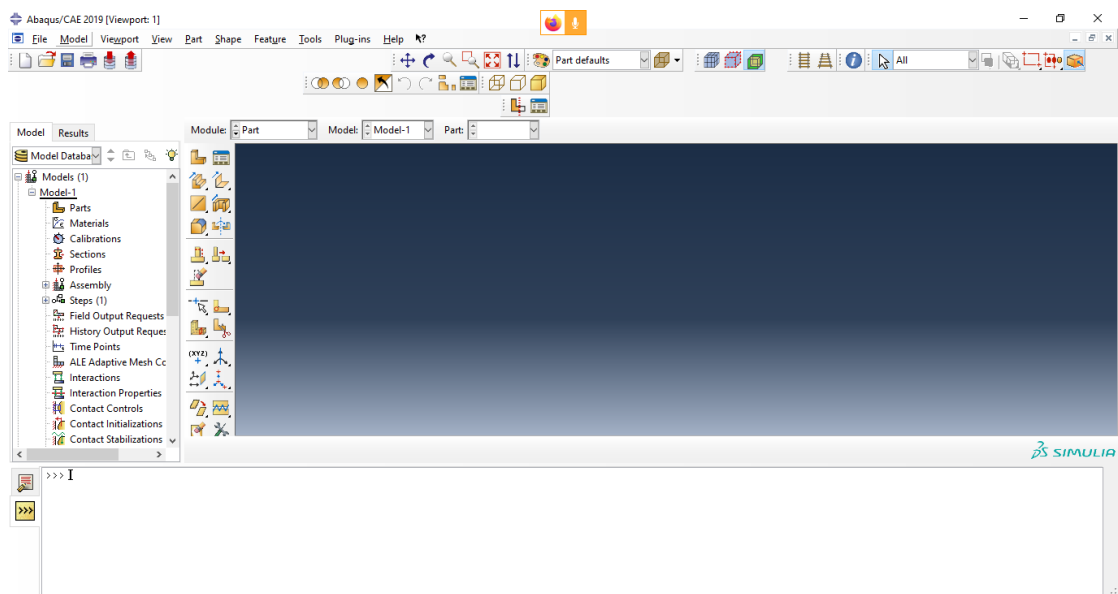 Abaqus/CAE 2019 [Viewport: 1]
File Model Viewport View Part Shape Feature Tools Plug-ins Help
Part defaults
All
Model Results
Module: Part Model: Model-1 Part:
Model Databa
Models (1)
Model-1
Parts
Materials
Calibrations
Sections
Profiles
Assembly
Steps (1)
Field Output Requests
History Output Reques
Time Points
ALE Adaptive Mesh Cc
Interactions
Interaction Properties
Contact Controls
Contact Initializations
Contact Stabilizations
(XYZ)
SIMULIA
>>>
>>>